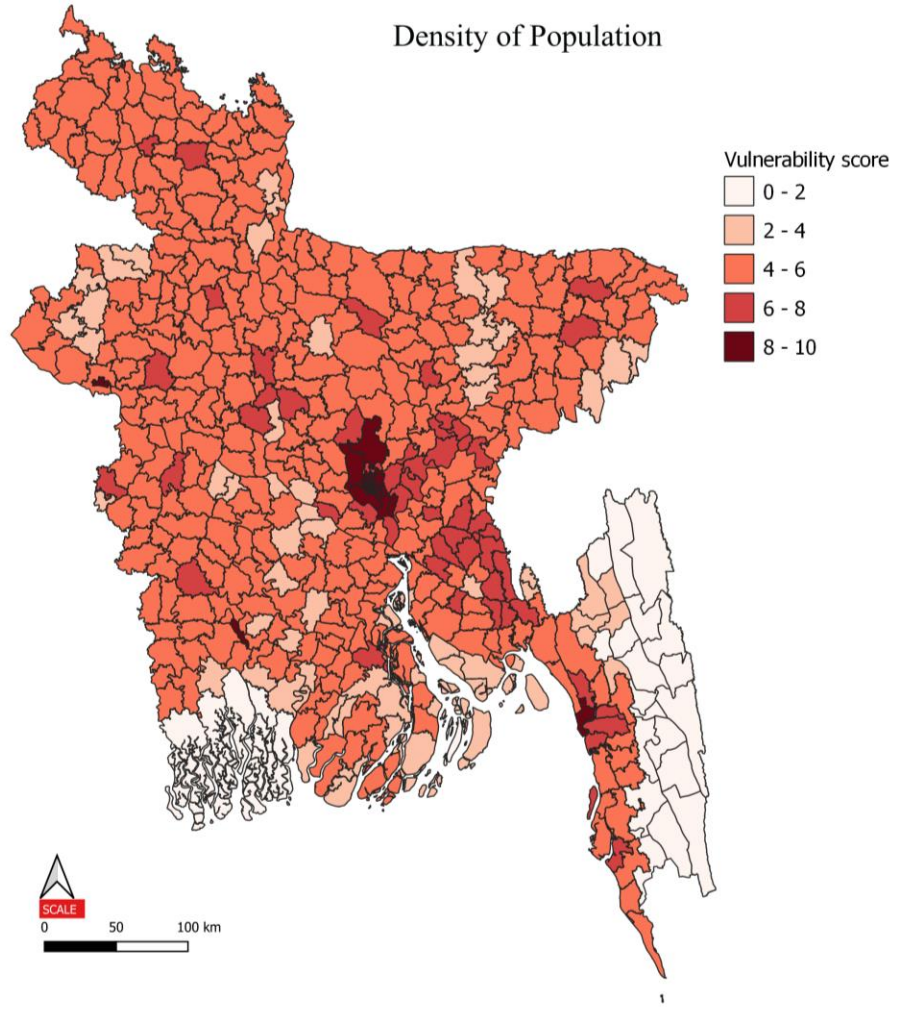 Density of Population
Vulnerability score
0 - 2
2 - 4
4 - 6
6 - 8
8 - 10
SCALE
0 50 100 km